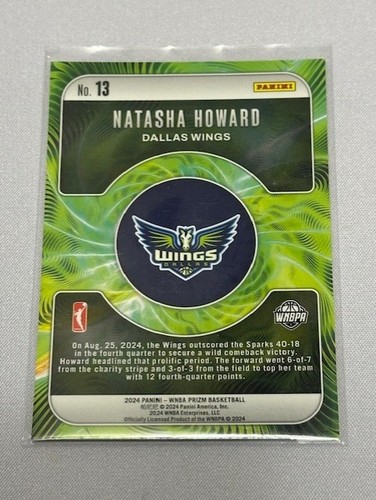 No. 13
PANINI
NATASHA HOWARD
DALLAS WINGS
WINGS
DALLAS
WNBPA
On Aug. 25, 2024, the Wings outscored the Sparks 40-18
in the fourth quarter to secure a wild comeback victory.
Howard headlined that prolific period. The forward went 6-of-7
from the charity stripe and 3-of-3 from the field to top her team
with 12 fourth-quarter points.
2024 PANINI – WNBA PRIZM BASKETBALL
© 2024 Panini America, Inc.
2024 WNBA Enterprises, LLC
Officially Licensed Product of the WNBPA © 2024